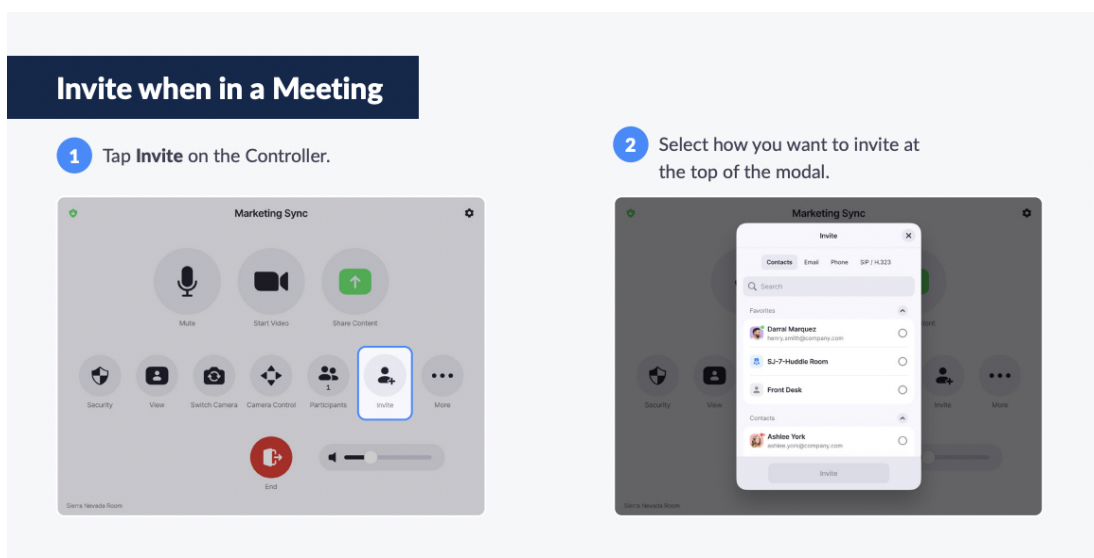 Invite when in a Meeting
1 Tap Invite on the Controller.
Marketing Sync
Mute
Start Video
Share Content
1
Security
View
Switch Camera
Camera Control
Participants
Invite
More
End
Sierra Nevada Room
2 Select how you want to invite at
the top of the modal.
Marketing Sync
Invite
Contacts Email Phone SIP / H.323
Search
Favorites
Darral Marquez
henry.smith@company.com
SJ-7-Huddle Room
Front Desk
Contacts
Ashlee York
ashlee.york@company.com
Invite
Security
View
Invite
More
Sierra Nevada Room